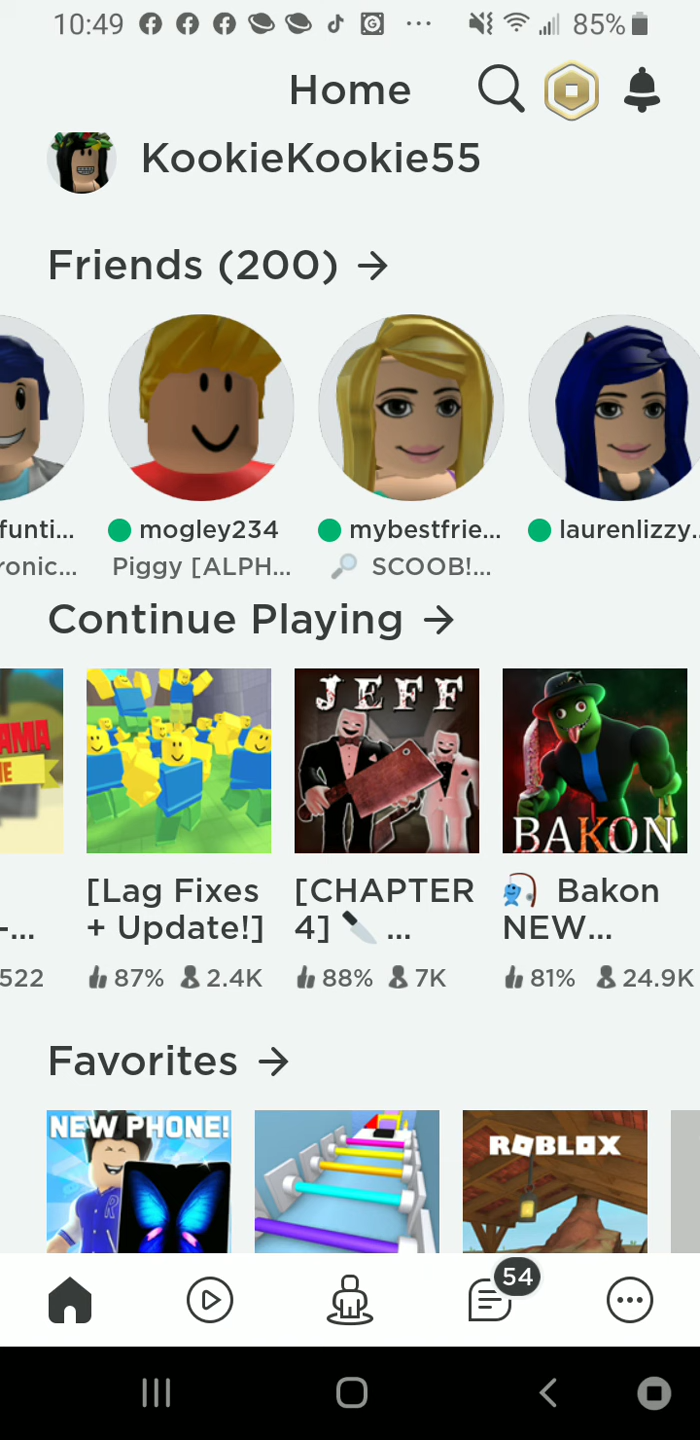 10:49 ... 85%
Home
KookieKookie55
Friends (200) →
funti... mogley234 mybestfrie... laurenlizzy..
ronic... Piggy [ALPH... SCOOB!...
Continue Playing →
AMA
JEFF
BAKON
-... [Lag Fixes + Update!]
[CHAPTER 4] 🔪 ...
🎣 Bakon NEW...
522 87% 2.4K 88% 7K 81% 24.9K
Favorites →
NEW PHONE!
R
ROBLOX
54